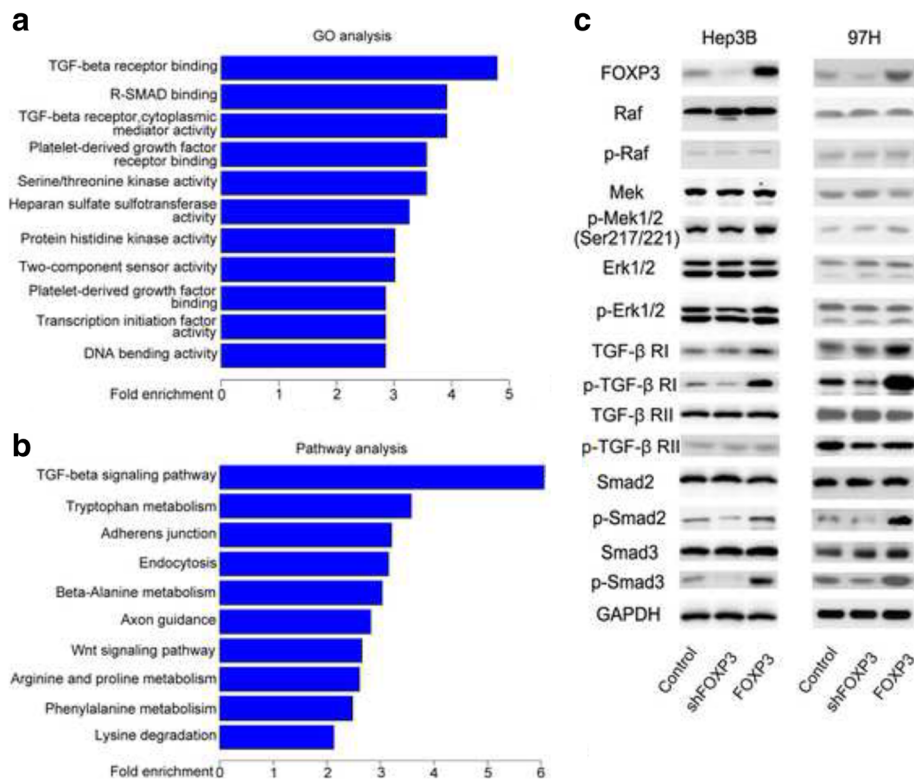 a
GO analysis
TGF-beta receptor binding
R-SMAD binding
TGF-beta receptor,cytoplasmic
mediator activity
Platelet-derived growth factor
receptor binding
Serine/threonine kinase activity
Heparan sulfate sulfotransferase
activity
Protein histidine kinase activity
Two-component sensor activity
Platelet-derived growth factor
binding
Transcription initiation factor
activity
DNA bending activity
Fold enrichment 0 1 2 3 4 5
b
Pathway analysis
TGF-beta signaling pathway
Tryptophan metabolism
Adherens junction
Endocytosis
Beta-Alanine metabolism
Axon guidance
Wnt signaling pathway
Arginine and proline metabolism
Phenylalanine metabolisim
Lysine degradation
Fold enrichment 0 1 2 3 4 5 6
c
Hep3B 97H
FOXP3
Raf
p-Raf
Mek
p-Mek1/2
(Ser217/221)
Erk1/2
p-Erk1/2
TGF-β RI
p-TGF-β RI
TGF-β RII
p-TGF-β RII
Smad2
p-Smad2
Smad3
p-Smad3
GAPDH
Control shFOXP3 FOXP3 Control shFOXP3 FOXP3